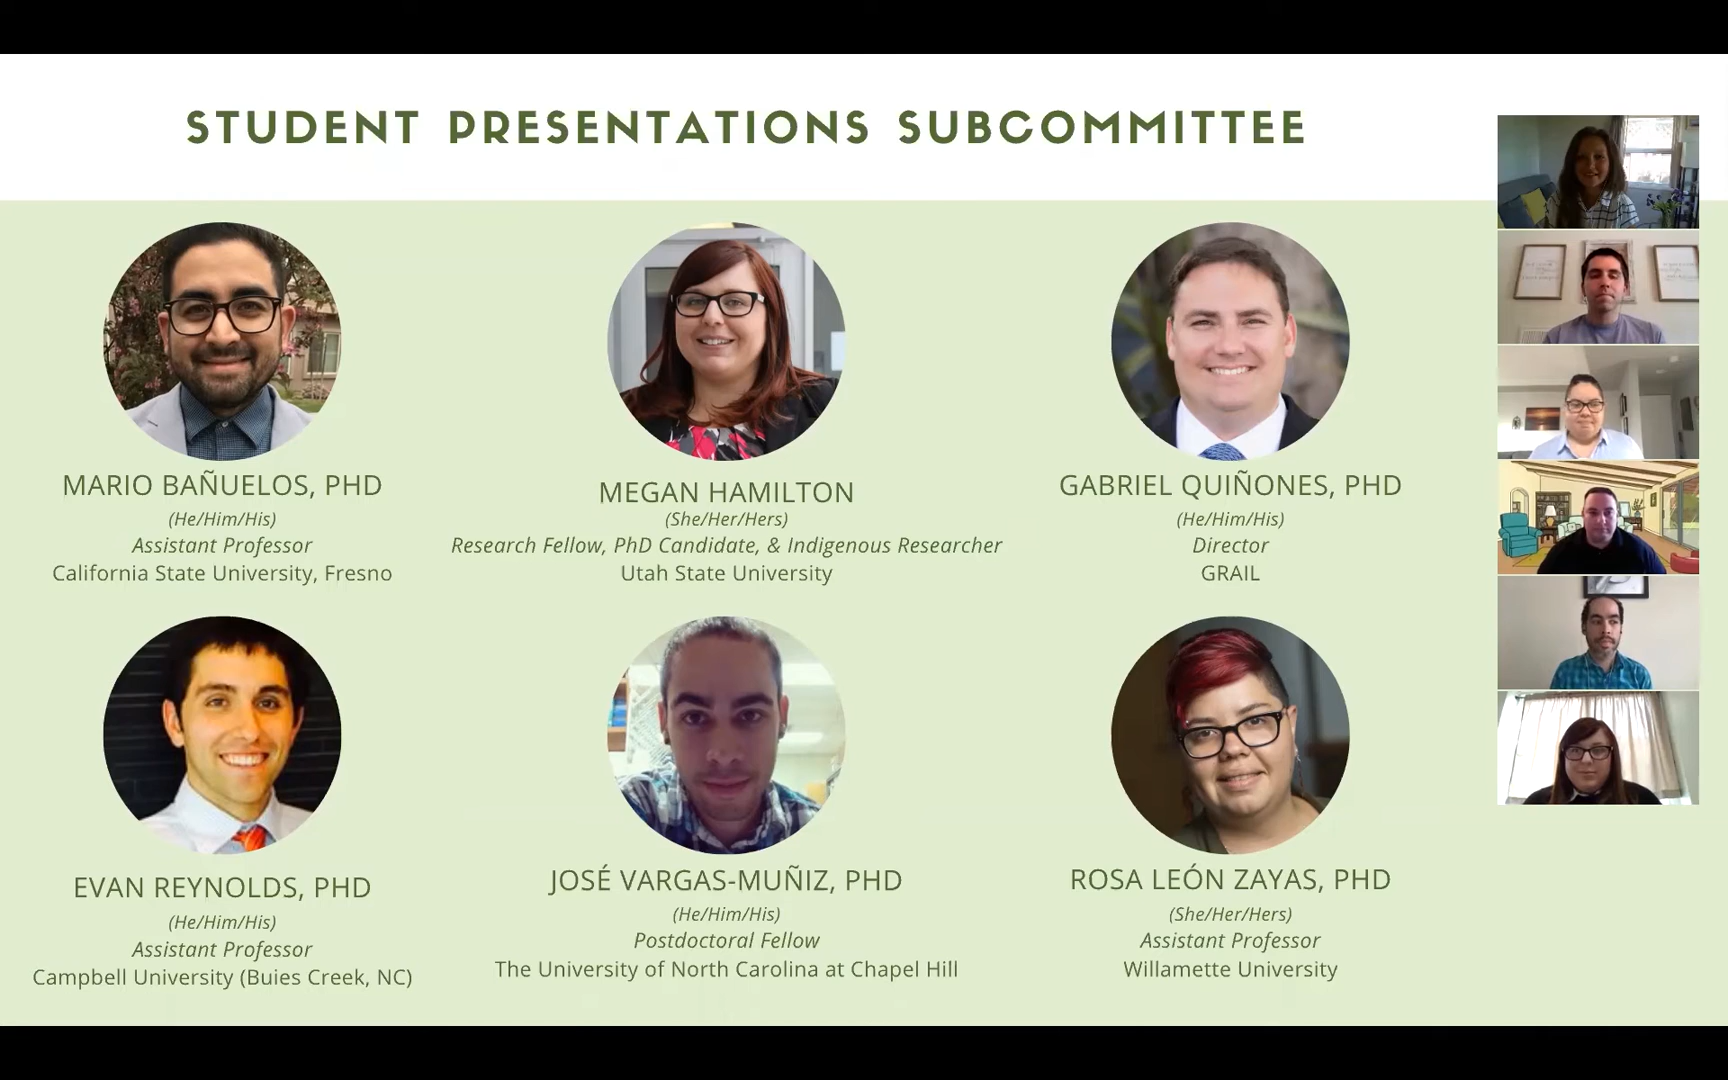 STUDENT PRESENTATIONS SUBCOMMITTEE
MARIO BAÑUELOS, PHD
(He/Him/His)
Assistant Professor
California State University, Fresno
MEGAN HAMILTON
(She/Her/Hers)
Research Fellow, PhD Candidate, & Indigenous Researcher
Utah State University
GABRIEL QUIÑONES, PHD
(He/Him/His)
Director
GRAIL
EVAN REYNOLDS, PHD
(He/Him/His)
Assistant Professor
Campbell University (Buies Creek, NC)
JOSÉ VARGAS-MUÑIZ, PHD
(He/Him/His)
Postdoctoral Fellow
The University of North Carolina at Chapel Hill
ROSA LEÓN ZAYAS, PHD
(She/Her/Hers)
Assistant Professor
Willamette University